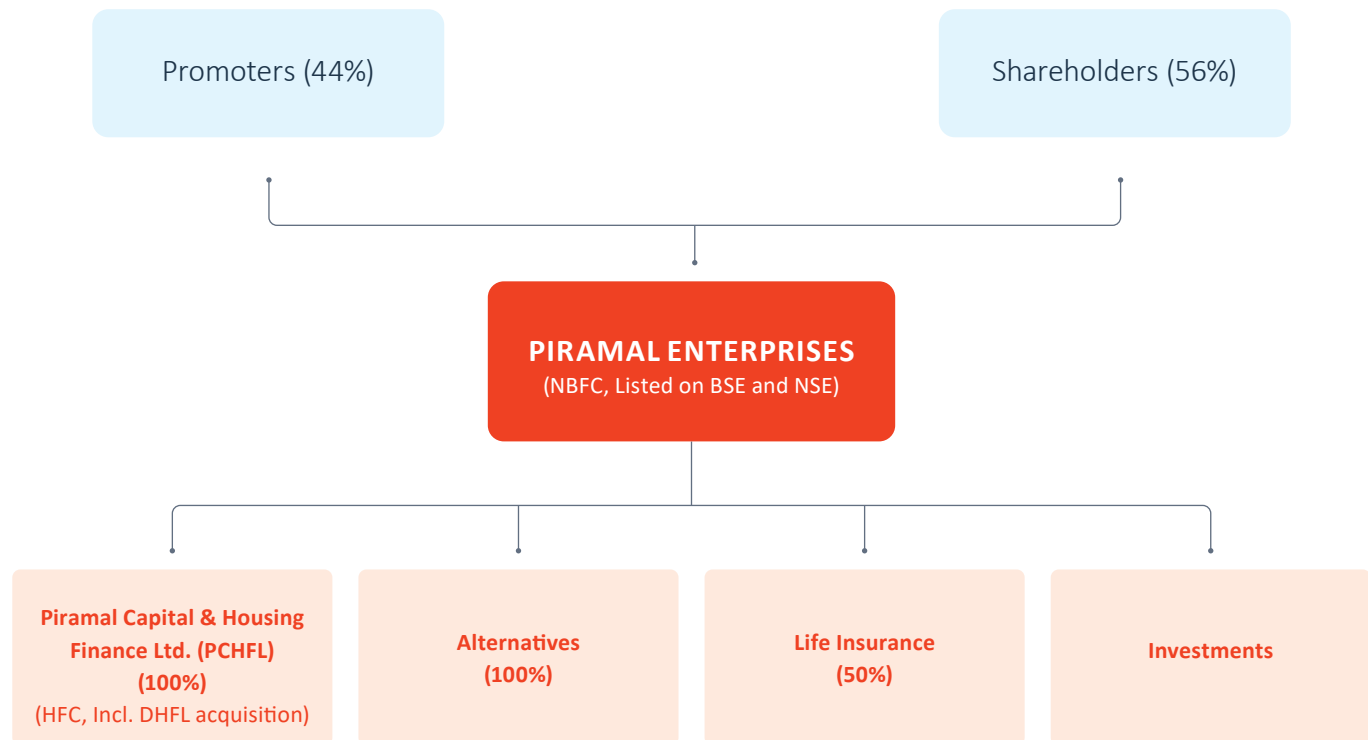 Promoters (44%)
Shareholders (56%)
PIRAMAL ENTERPRISES
(NBFC, Listed on BSE and NSE)
Piramal Capital & Housing
Finance Ltd. (PCHFL)
(100%)
(HFC, Incl. DHFL acquisition)
Alternatives
(100%)
Life Insurance
(50%)
Investments